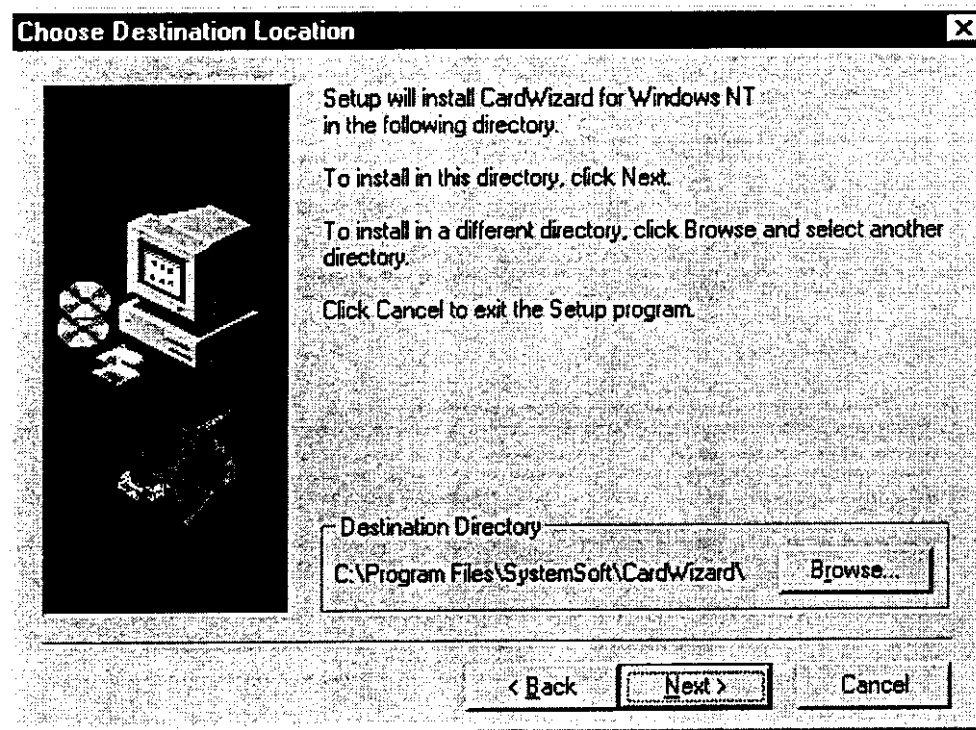 Choose Destination Location
Setup will install CardWizard for Windows NT
in the following directory.
To install in this directory, click Next.
To install in a different directory, click Browse and select another
directory.
Click Cancel to exit the Setup program.
Destination Directory
C:\Program Files\SystemSoft\CardWizard\
Browse...
< Back
Next >
Cancel